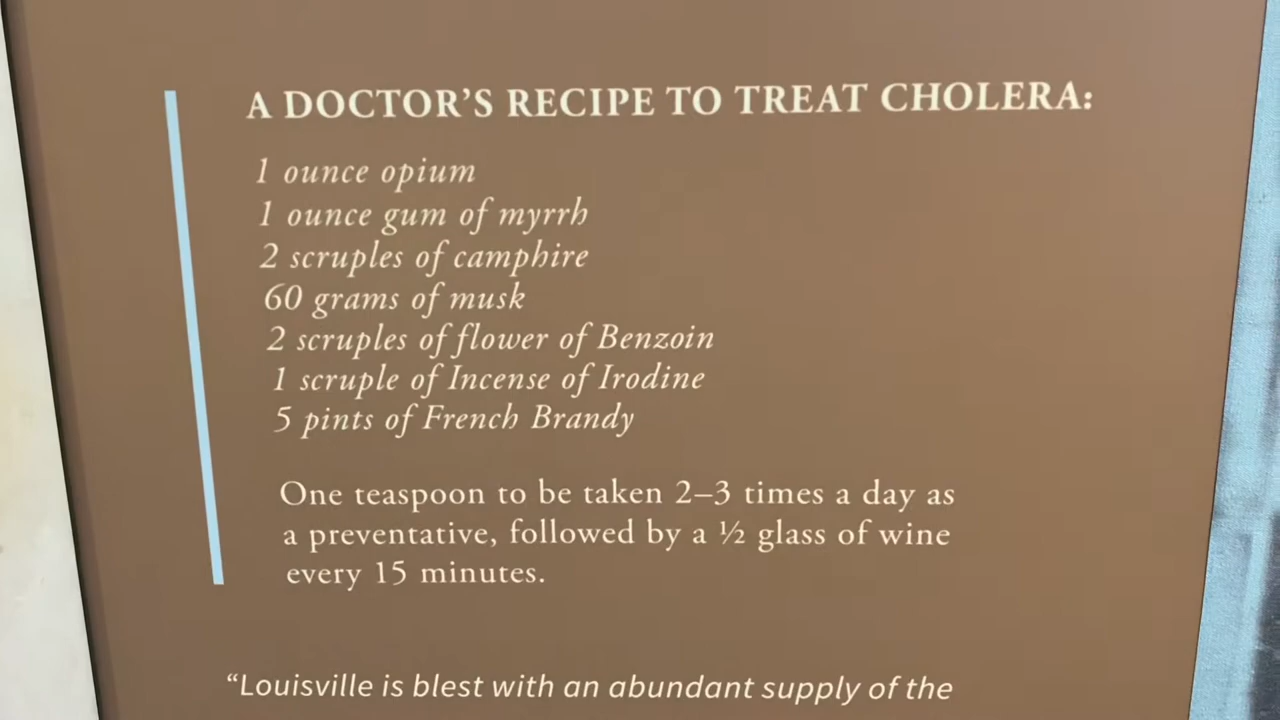 A DOCTOR'S RECIPE TO TREAT CHOLERA:
1 ounce opium
1 ounce gum of myrrh
2 scruples of camphire
60 grams of musk
2 scruples of flower of Benzoin
1 scruple of Incense of Irodine
5 pints of French Brandy
One teaspoon to be taken 2–3 times a day as
a preventative, followed by a ½ glass of wine
every 15 minutes.
“Louisville is blest with an abundant supply of the